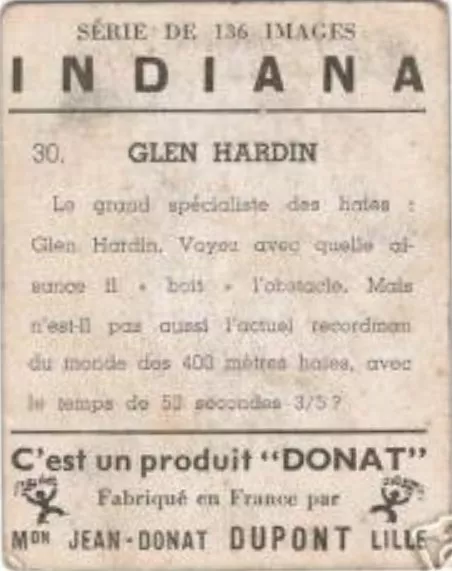 SÉRIE DE 136 IMAGES
INDIANA
30. GLEN HARDIN
Le grand spécialiste des haies :
Glen Hardin. Voyez avec quelle ai-
sance il « boit » l'obstacle. Mais
n'est-il pas aussi l'actuel recordman
du monde des 400 mètres haies, avec
le temps de 50 secondes 3/5 ?
C'est un produit "DONAT"
Fabriqué en France par
MON JEAN-DONAT DUPONT LILLE